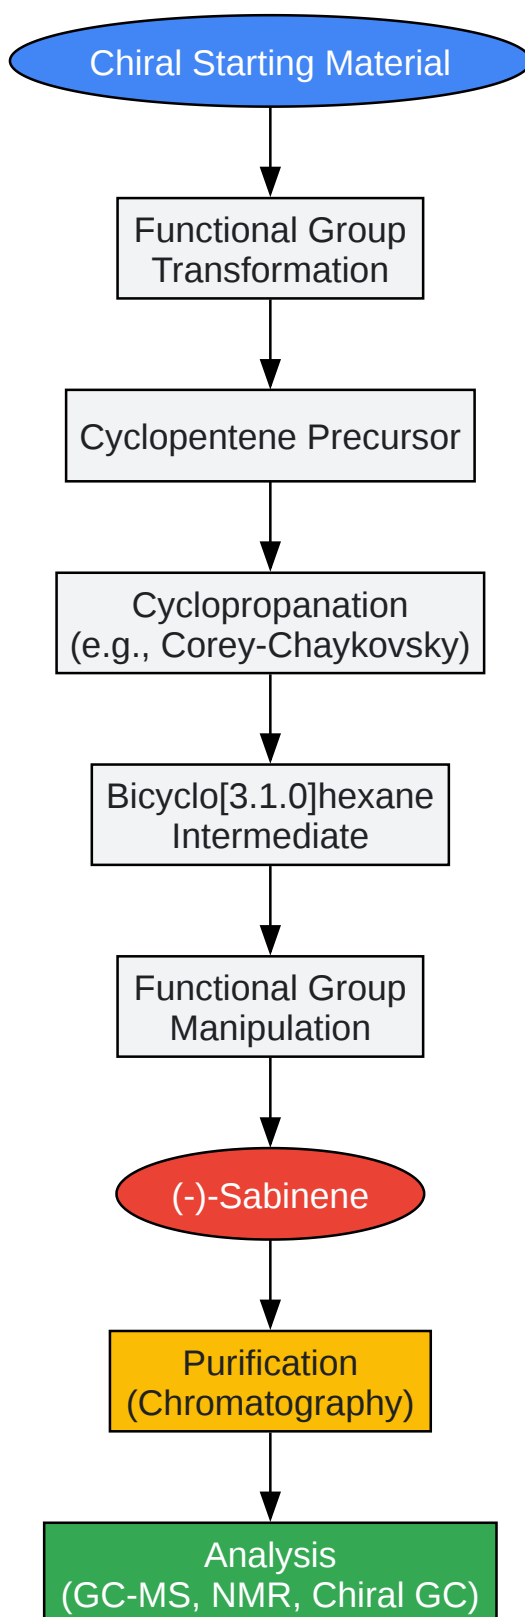 Chiral Starting Material
Functional Group
Transformation
Cyclopentene Precursor
Cyclopropanation
(e.g., Corey-Chaykovsky)
Bicyclo[3.1.0]hexane
Intermediate
Functional Group
Manipulation
(-)-Sabinene
Purification
(Chromatography)
Analysis
(GC-MS, NMR, Chiral GC)